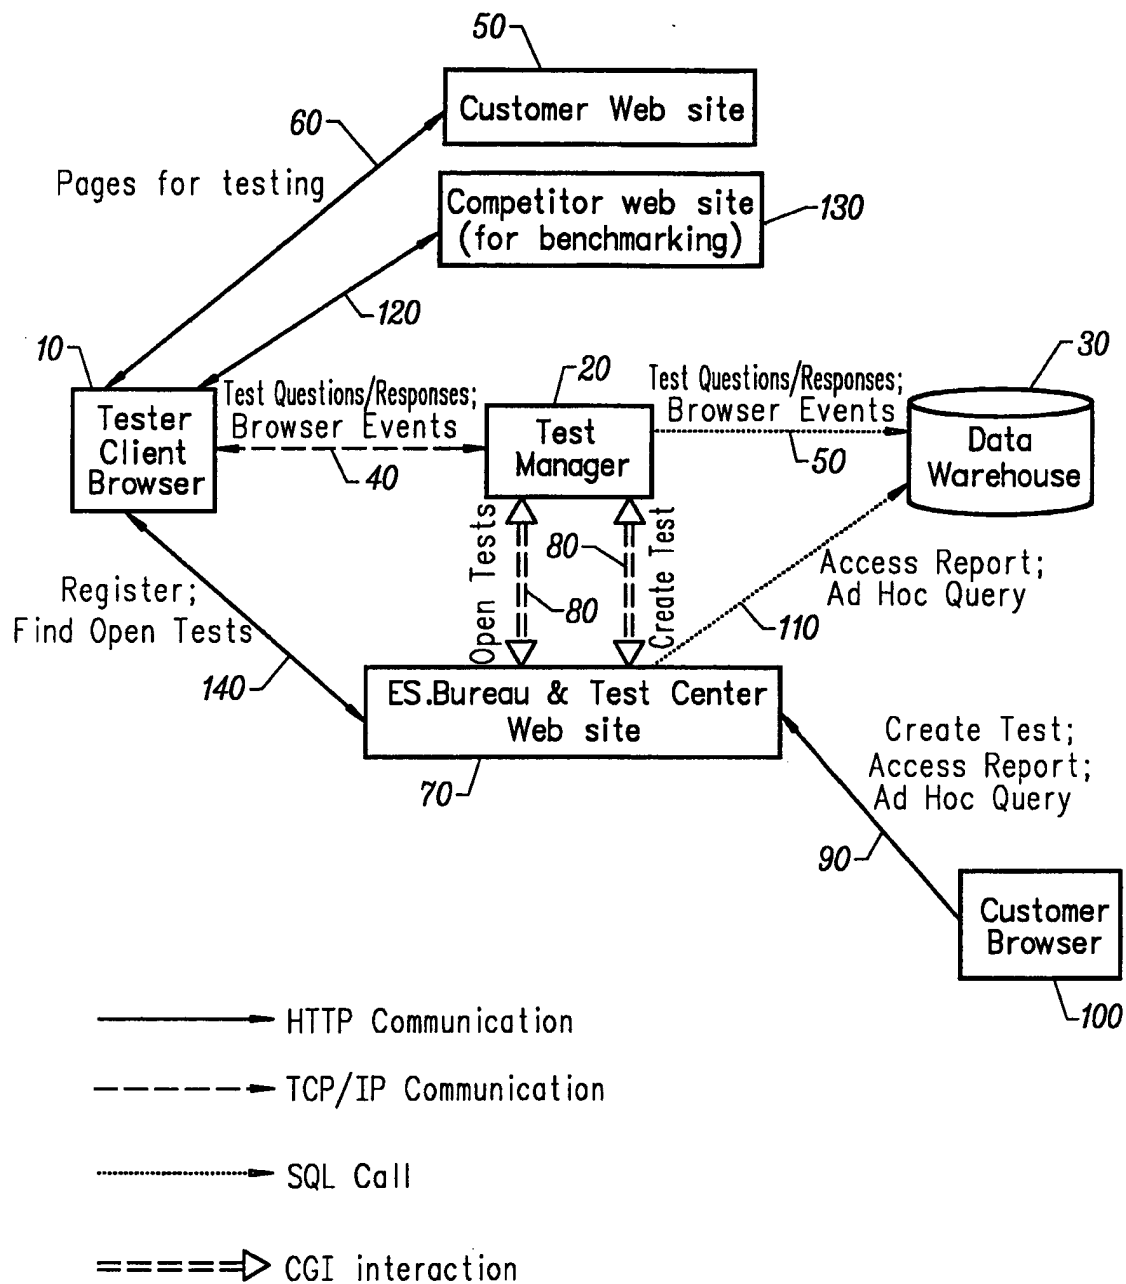 50
Customer Web site
60
Pages for testing
Competitor web site
(for benchmarking)
130
120
10
Tester
Client
Browser
Test Questions/Responses;
Browser Events
40
20
Test
Manager
Test Questions/Responses;
Browser Events
50
30
Data
Warehouse
Open Tests
80
80
Create Test
Access Report;
Ad Hoc Query
110
Register;
Find Open Tests
140
ES.Bureau & Test Center
Web site
70
Create Test;
Access Report;
Ad Hoc Query
90
Customer
Browser
100
HTTP Communication
TCP/IP Communication
SQL Call
CGI interaction